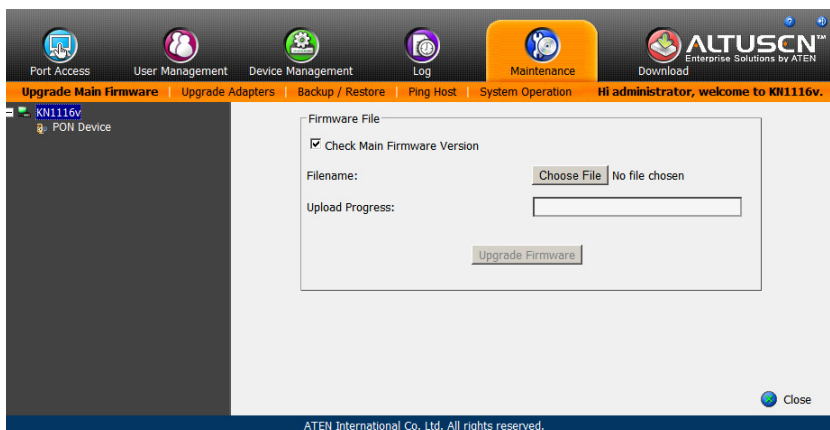 ALTUSEN™
Enterprise Solutions by ATEN
Port Access
User Management
Device Management
Log
Maintenance
Download
Upgrade Main Firmware | Upgrade Adapters | Backup / Restore | Ping Host | System Operation
Hi administrator, welcome to KN1116v.
KN1116v
PON Device
Firmware File
Check Main Firmware Version
Filename:
Choose File No file chosen
Upload Progress:
Upgrade Firmware
Close
ATEN International Co. Ltd. All rights reserved.